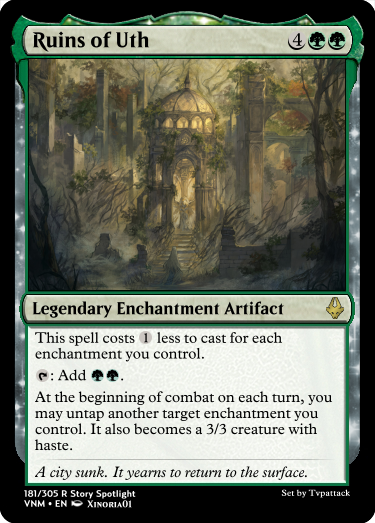 Ruins of Uth 4
Legendary Enchantment Artifact
This spell costs 1 less to cast for each
enchantment you control.
: Add .
At the beginning of combat on each turn, you
may untap another target enchantment you
control. It also becomes a 3/3 creature with
haste.
A city sunk. It yearns to return to the surface.
181/305 R Story Spotlight
Set by Tvpattack
VNM • EN Xinoria01